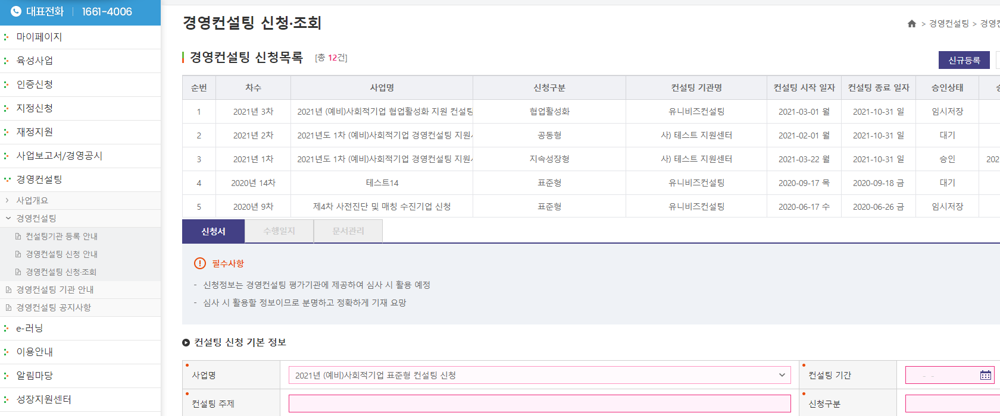 대표전화 | 1661-4006
마이페이지
육성사업
인증신청
지정신청
재정지원
사업보고서/경영공시
경영컨설팅
사업개요
경영컨설팅
컨설팅기관 등록 안내
경영컨설팅 신청 안내
경영컨설팅 신청·조회
경영컨설팅 기관 안내
경영컨설팅 공지사항
e-러닝
이용안내
알림마당
성장지원센터
경영컨설팅 신청·조회
> 경영컨설팅 > 경영
경영컨설팅 신청목록 [총 12건]
신규등록
순번 차수 사업명 신청구분 컨설팅 기관명 컨설팅 시작 일자 컨설팅 종료 일자 승인상태
1 2021년 3차 2021년 (예비)사회적기업 협업활성화 지원 컨설팅 협업활성화 유니비즈컨설팅 2021-03-01 월 2021-10-31 일 임시저장
2 2021년 2차 2021년도 1차 (예비)사회적기업 경영컨설팅 지원 공동형 사) 테스트 지원센터 2021-02-01 월 2021-10-31 일 대기
3 2021년 1차 2021년도 1차 (예비)사회적기업 경영컨설팅 지원 지속성장형 사) 테스트 지원센터 2021-03-22 월 2021-10-31 일 승인 202
4 2020년 14차 테스트14 표준형 유니비즈컨설팅 2020-09-17 목 2020-09-18 금 대기
5 2020년 9차 제4차 사전진단 및 매칭 수진기업 신청 표준형 유니비즈컨설팅 2020-06-17 수 2020-06-26 금 임시저장
신청서 수행일지 문서관리
필수사항
- 신청정보는 경영컨설팅 평가기관에 제공하여 심사 시 활용 예정
- 심사 시 활용할 정보이므로 분명하고 정확하게 기재 요망
컨설팅 신청 기본 정보
사업명 2021년 (예비)사회적기업 표준형 컨설팅 신청 컨설팅 기간 - -
컨설팅 주제 신청구분